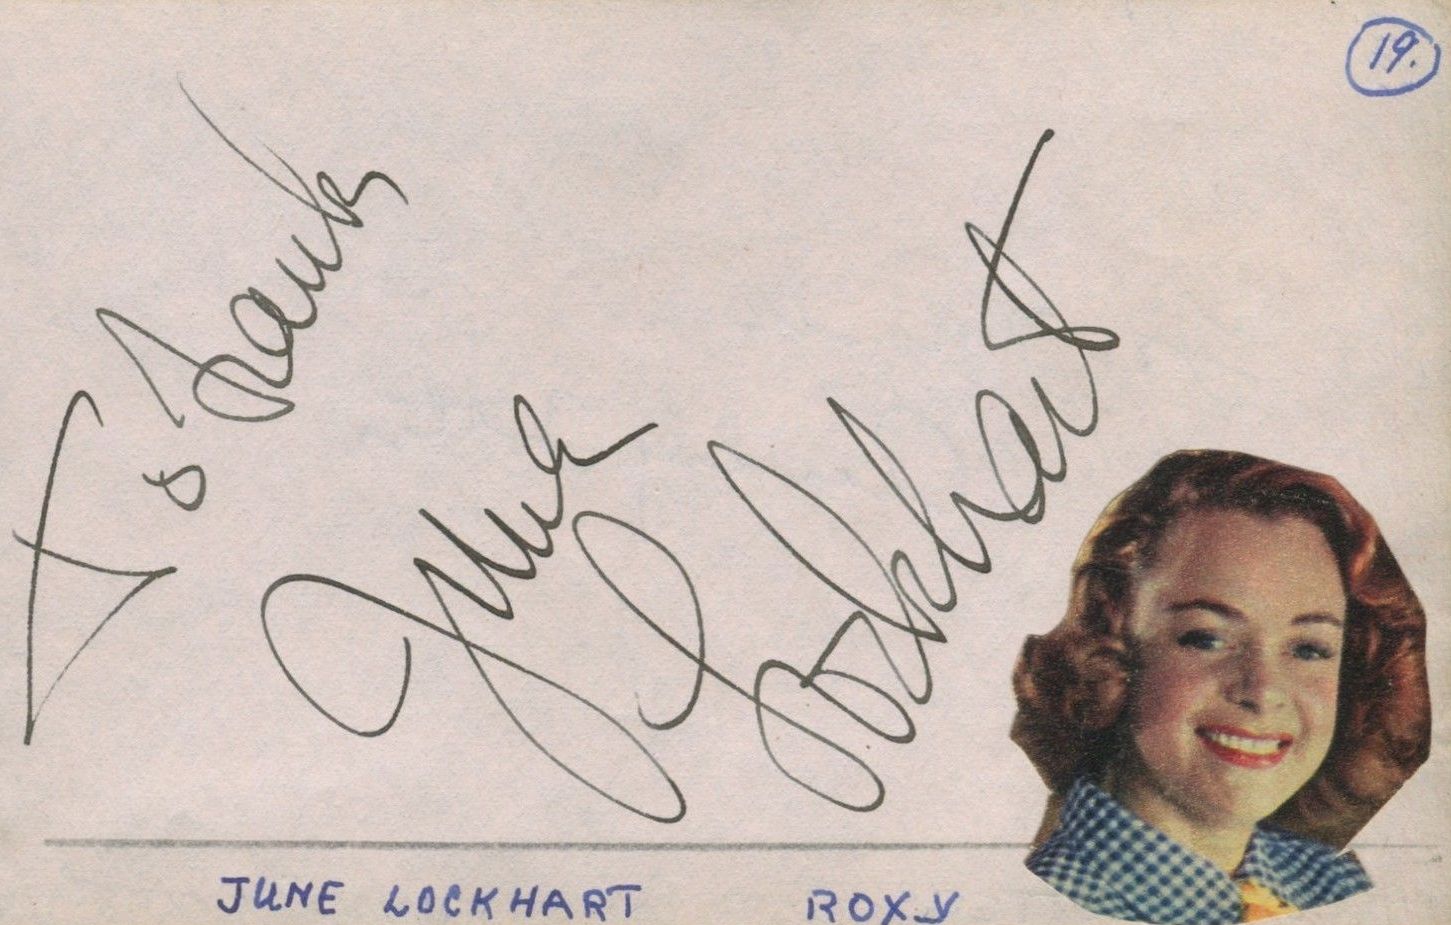 19.
To Frank
June Lockhart
JUNE LOCKHART ROXY